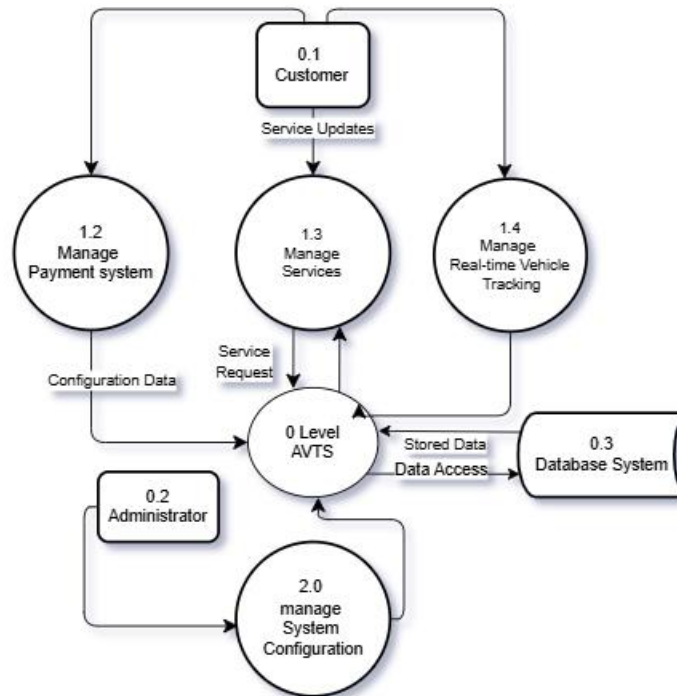 0.1
Customer
Service Updates
1.2
Manage
Payment system
1.3
Manage
Services
1.4
Manage
Real-time Vehicle
Tracking
Service
Request
Configuration Data
0 Level
AVTS
Stored Data
Data Access
0.3
Database System
0.2
Administrator
2.0
manage
System
Configuration